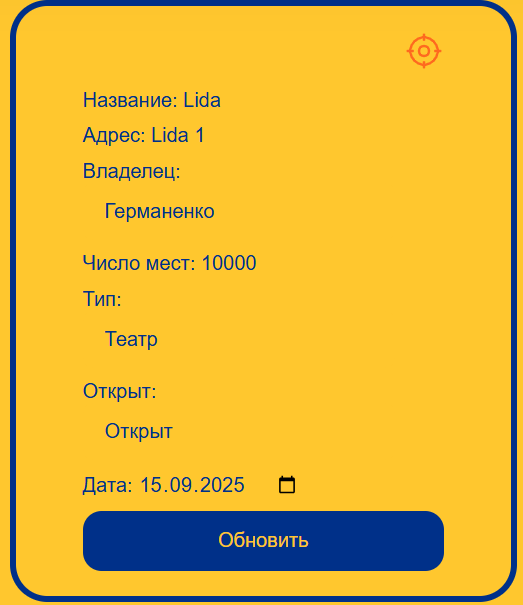 Название: Lida
Адрес: Lida 1
Владелец:
Германенко
Число мест: 10000
Тип:
Театр
Открыт:
Открыт
Дата: 15.09.2025
Обновить